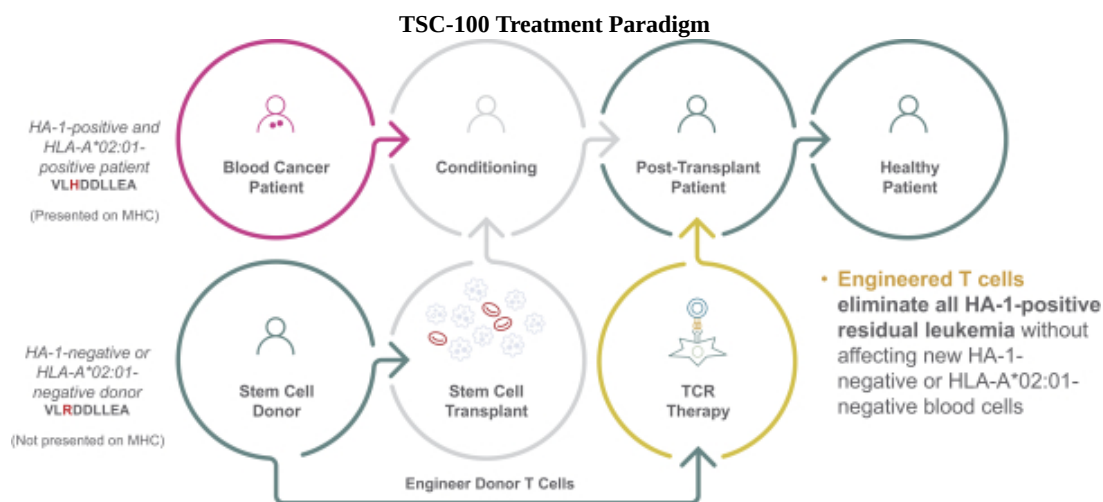 TSC-100 Treatment Paradigm
HA-1-positive and
HLA-A*02:01-
positive patient
VLHDDLLEA
(Presented on MHC)
Blood Cancer
Patient
Conditioning
Post-Transplant
Patient
Healthy
Patient
HA-1-negative or
HLA-A*02:01-
negative donor
VLRDDLLEA
(Not presented on MHC)
Stem Cell
Donor
Stem Cell
Transplant
TCR
Therapy
Engineer Donor T Cells
• Engineered T cells
eliminate all HA-1-positive
residual leukemia without
affecting new HA-1-
negative or HLA-A*02:01-
negative blood cells